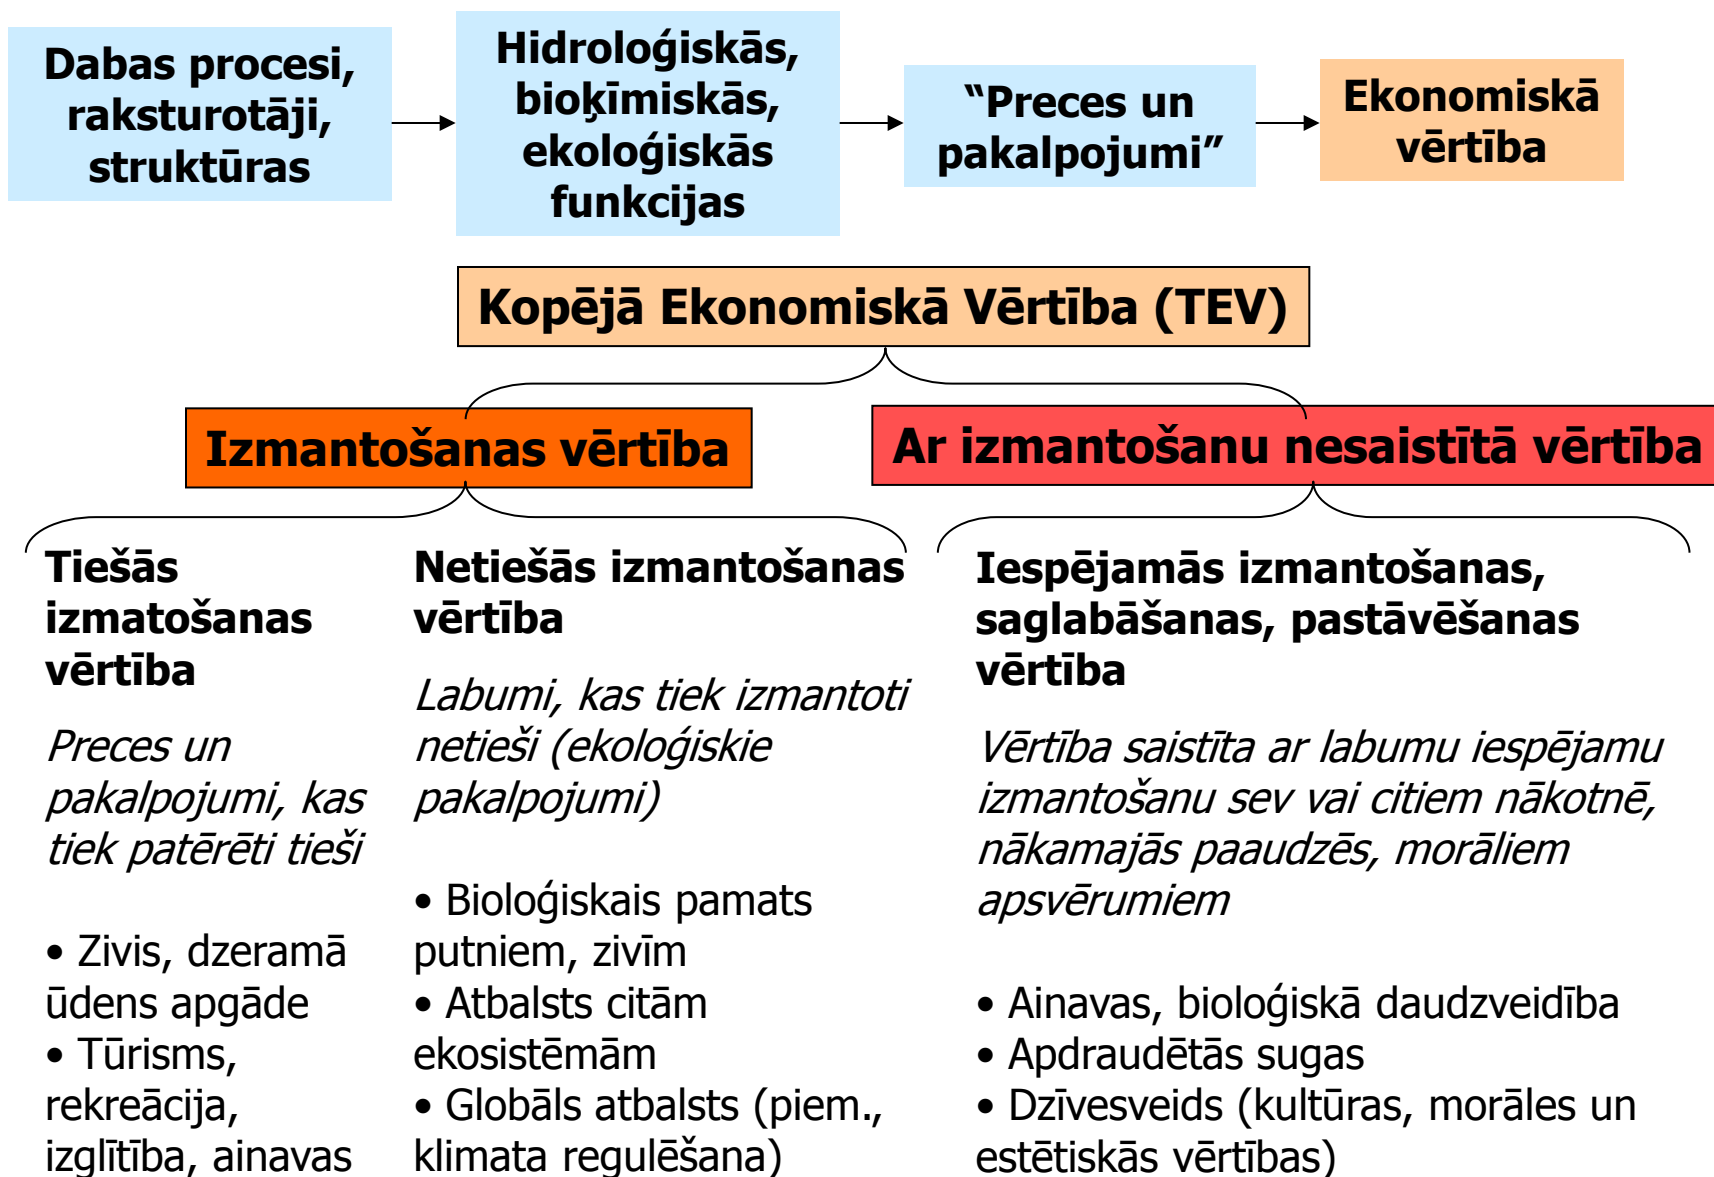 Dabas procesi,
raksturotāji,
struktūras
Hidroloģiskās,
bioķīmiskās,
ekoloģiskās
funkcijas
“Preces un
pakalpojumi”
Ekonomiskā
vērtība
Kopējā Ekonomiskā Vērtība (TEV)
Izmantošanas vērtība
Ar izmantošanu nesaistītā vērtība
Tiešās
izmatošanas
vērtība
Preces un
pakalpojumi, kas
tiek patērēti tieši
• Zivis, dzeramā
ūdens apgāde
• Tūrisms,
rekreācija,
izglītība, ainavas
Netiešās izmantošanas
vērtība
Labumi, kas tiek izmantoti
netieši (ekoloģiskie
pakalpojumi)
• Bioloģiskais pamats
putniem, zivīm
• Atbalsts citām
ekosistēmām
• Globāls atbalsts (piem.,
klimata regulēšana)
Iespējamās izmantošanas,
saglabāšanas, pastāvēšanas
vērtība
Vērtība saistīta ar labumu iespējamu
izmantošanu sev vai citiem nākotnē,
nākamajās paaudzēs, morāliem
apsvērumiem
• Ainavas, bioloģiskā daudzveidība
• Apdraudētās sugas
• Dzīvesveids (kultūras, morāles un
estētiskās vērtības)